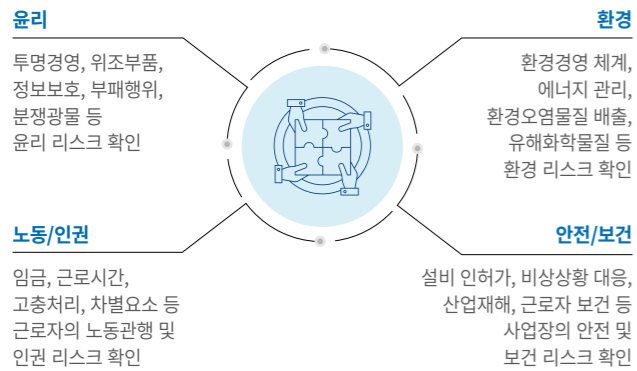 윤리
투명경영, 위조부품,
정보보호, 부패행위,
분쟁광물 등
윤리 리스크 확인
환경
환경경영 체계,
에너지 관리,
환경오염물질 배출,
유해화학물질 등
환경 리스크 확인
노동/인권
임금, 근로시간,
고충처리, 차별요소 등
근로자의 노동관행 및
인권 리스크 확인
안전/보건
설비 인허가, 비상상황 대응,
산업재해, 근로자 보건 등
사업장의 안전 및
보건 리스크 확인